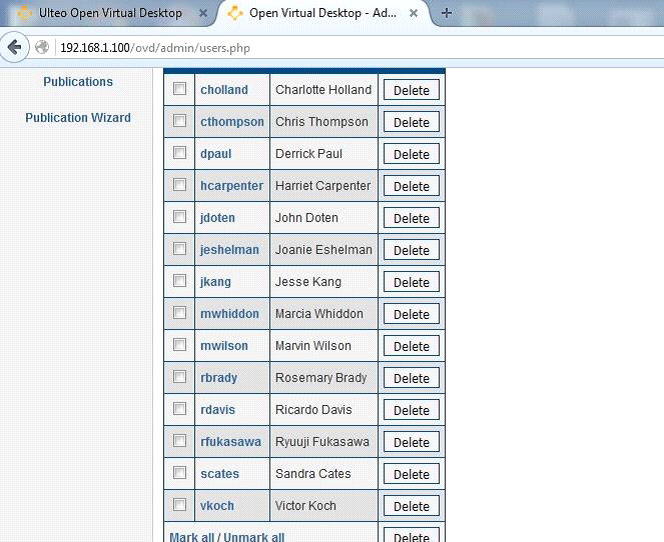 Ulteo Open Virtual Desktop × Open Virtual Desktop - Ad... × +
192.168.1.100/ovd/admin/users.php
Publications
Publication Wizard
cholland Charlotte Holland Delete
cthompson Chris Thompson Delete
dpaul Derrick Paul Delete
hcarpenter Harriet Carpenter Delete
jdoten John Doten Delete
jeshelman Joanie Eshelman Delete
jkang Jesse Kang Delete
mwhiddon Marcia Whiddon Delete
mwilson Marvin Wilson Delete
rbrady Rosemary Brady Delete
rdavis Ricardo Davis Delete
rfukasawa Ryuuji Fukasawa Delete
scates Sandra Cates Delete
vkoch Victor Koch Delete
Mark all / Unmark all Delete